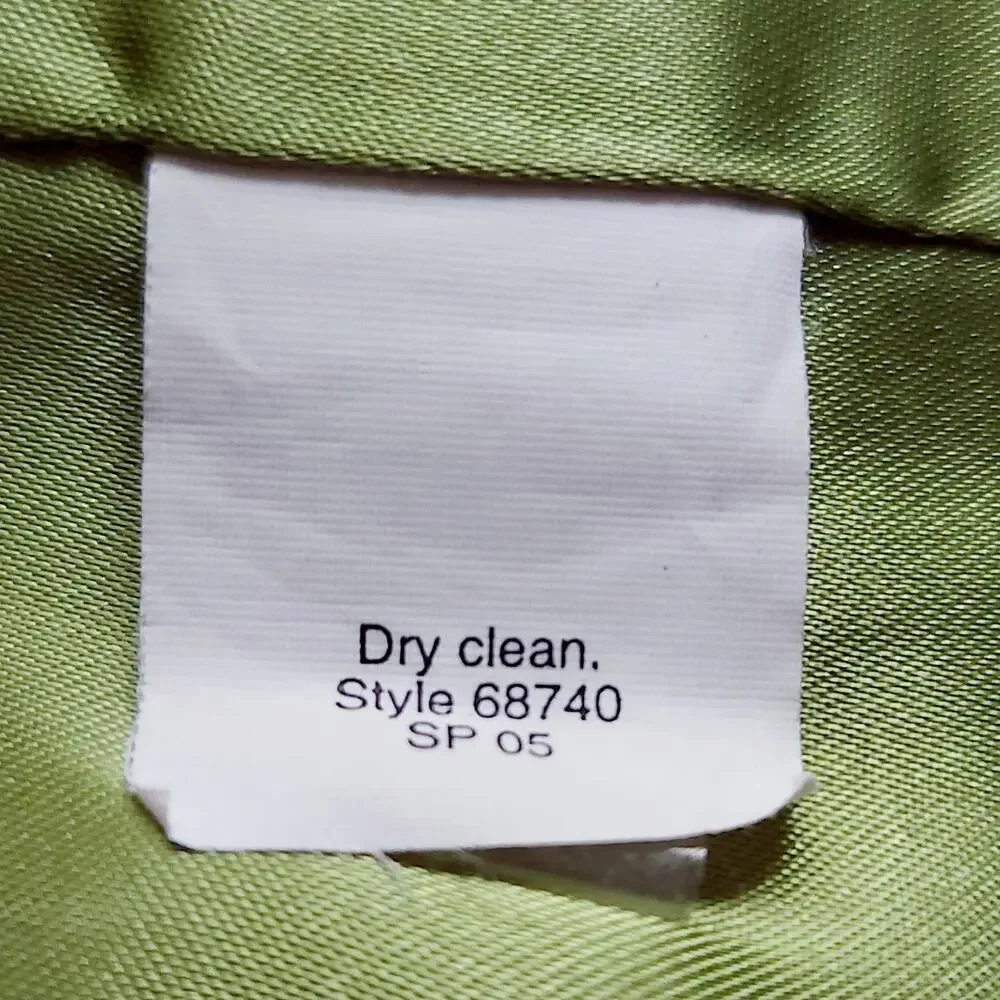 Dry clean.
Style 68740
SP 05